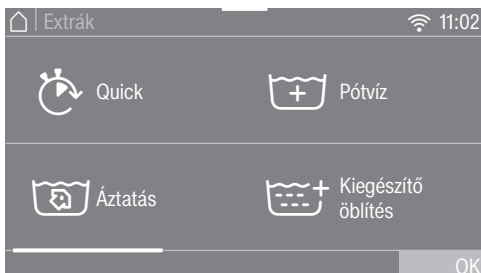 Extrák
11:02
Quick
Pótvíz
Áztatás
Kiegészítő
öblítés
OK